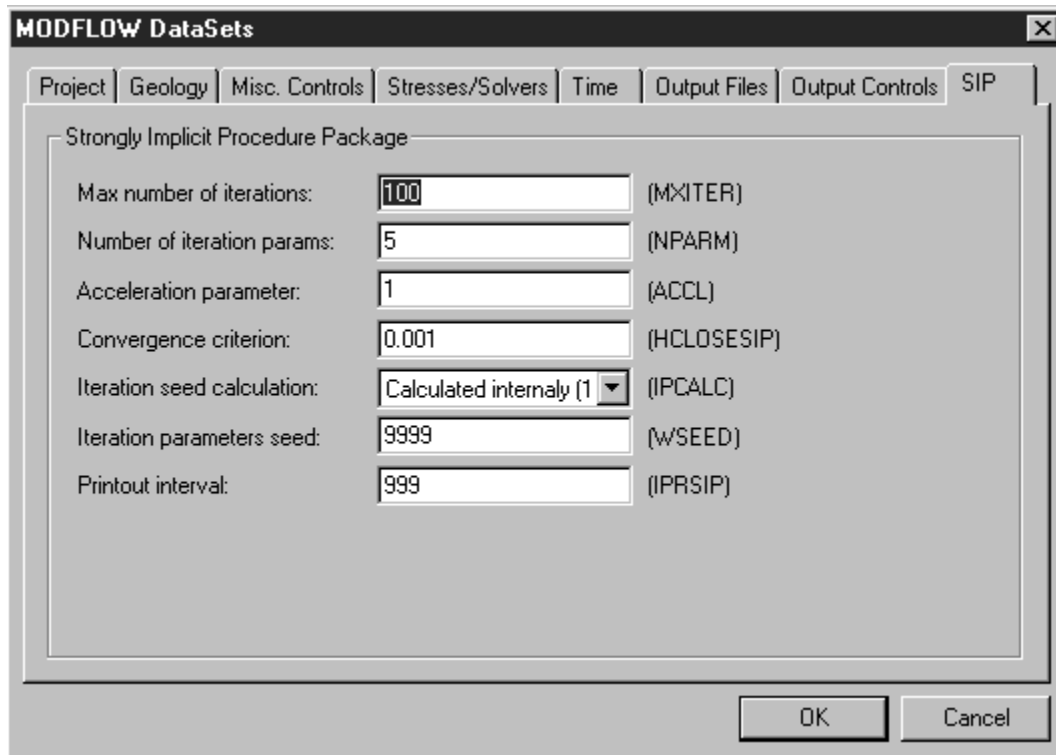 MODFLOW DataSets
Project Geology Misc. Controls Stresses/Solvers Time Output Files Output Controls SIP
Strongly Implicit Procedure Package
Max number of iterations: 100 (MXITER)
Number of iteration params: 5 (NPARM)
Acceleration parameter: 1 (ACCL)
Convergence criterion: 0.001 (HCLOSESIP)
Iteration seed calculation: Calculated internaly (1 (IPCALC)
Iteration parameters seed: 9999 (WSEED)
Printout interval: 999 (IPRSIP)
OK Cancel